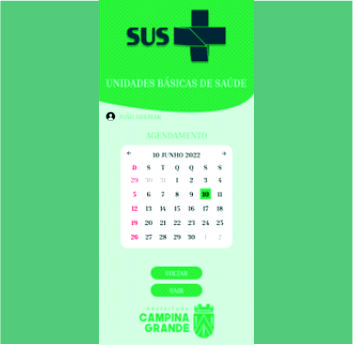 SUS
UNIDADES BÁSICAS DE SAÚDE
AGENDAMENTO
← 10 JUNHO 2022 →
D S T Q Q S S
29 30 31 1 2 3 4
5 6 7 8 9 10 11
12 13 14 15 16 17 18
19 20 21 22 23 24 25
26 27 28 29 30 1 2
VOLTAR
SAIR
PREFEITURA
CAMPINA
GRANDE